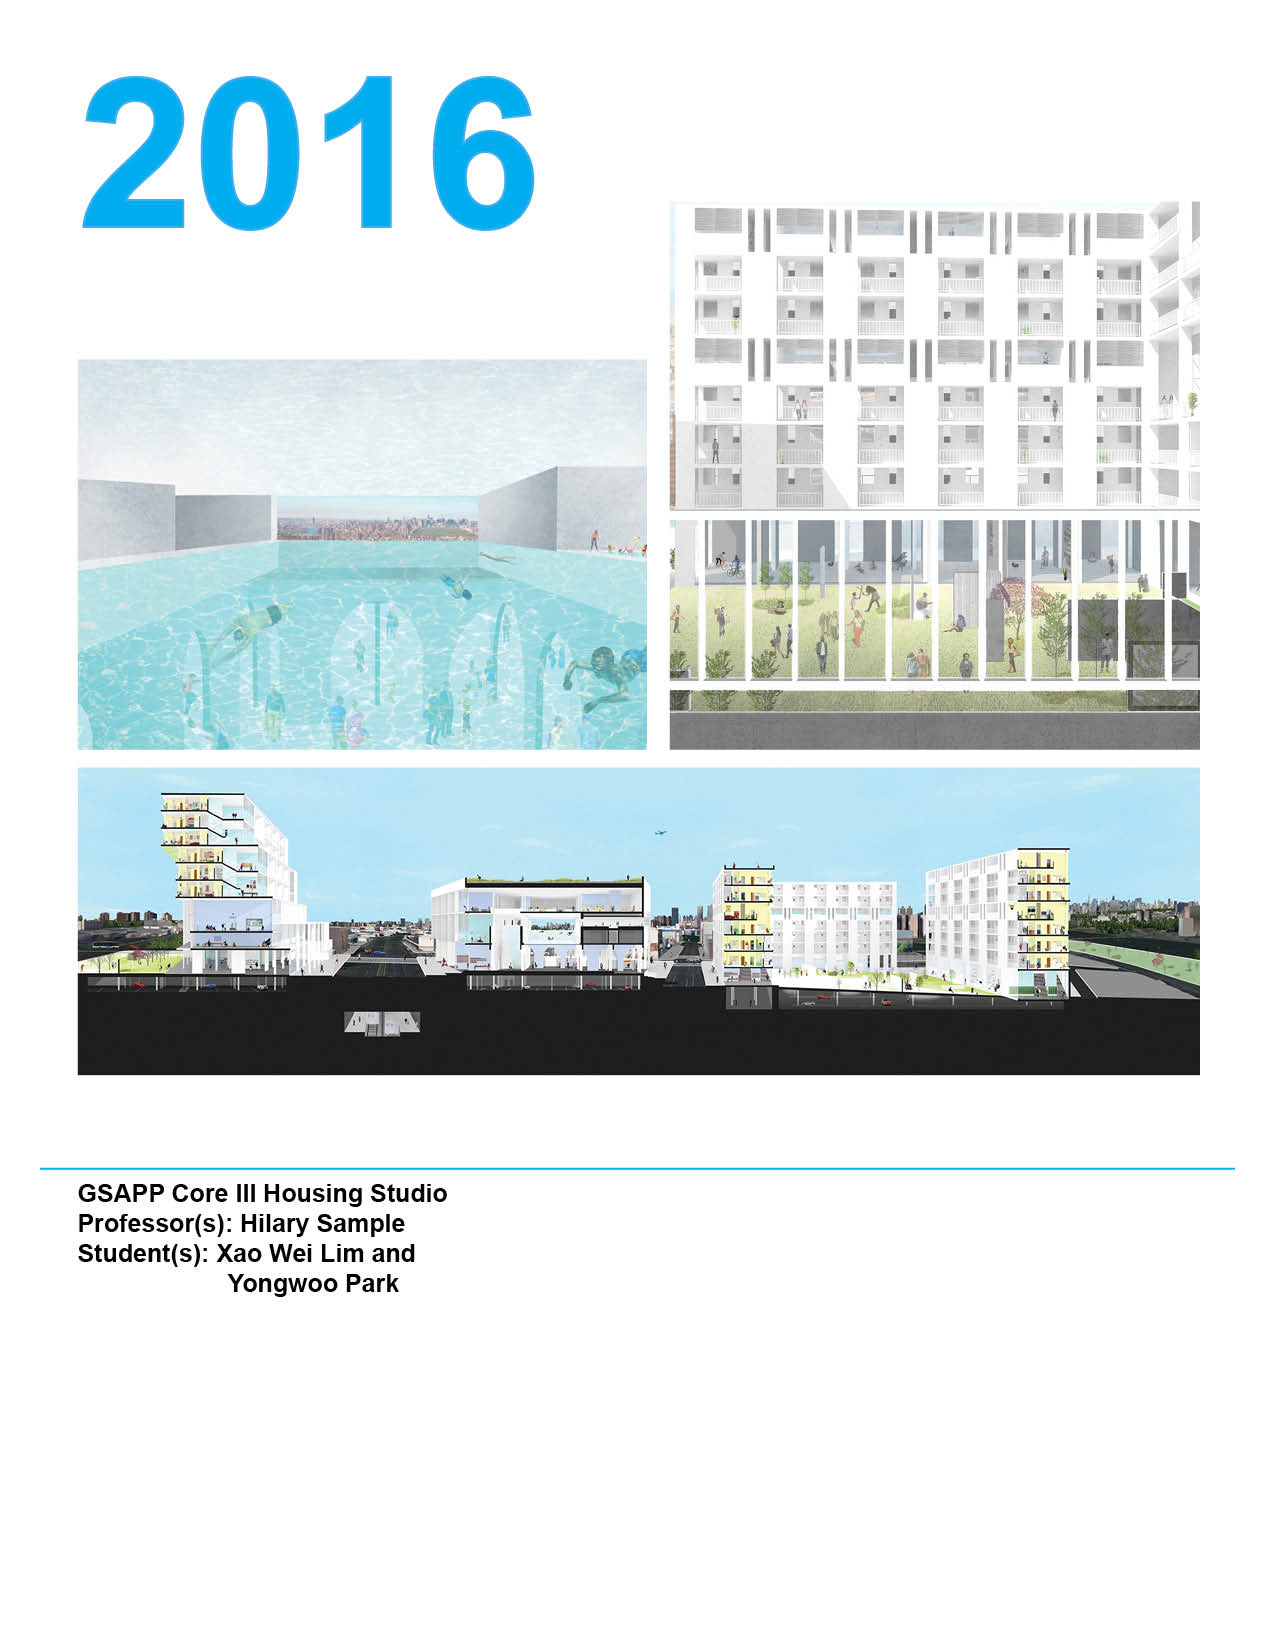 2016
GSAPP Core III Housing Studio
Professor(s): Hilary Sample
Student(s): Xao Wei Lim and
Yongwoo Park